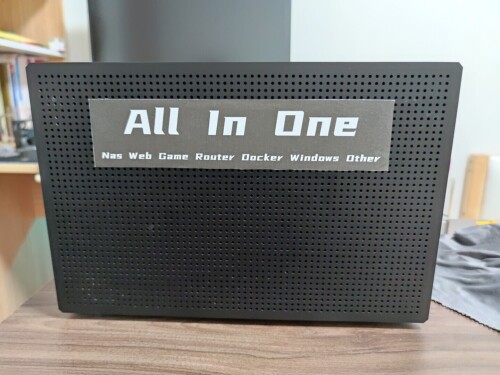 All In One
Nas Web Game Router Docker Windows Other